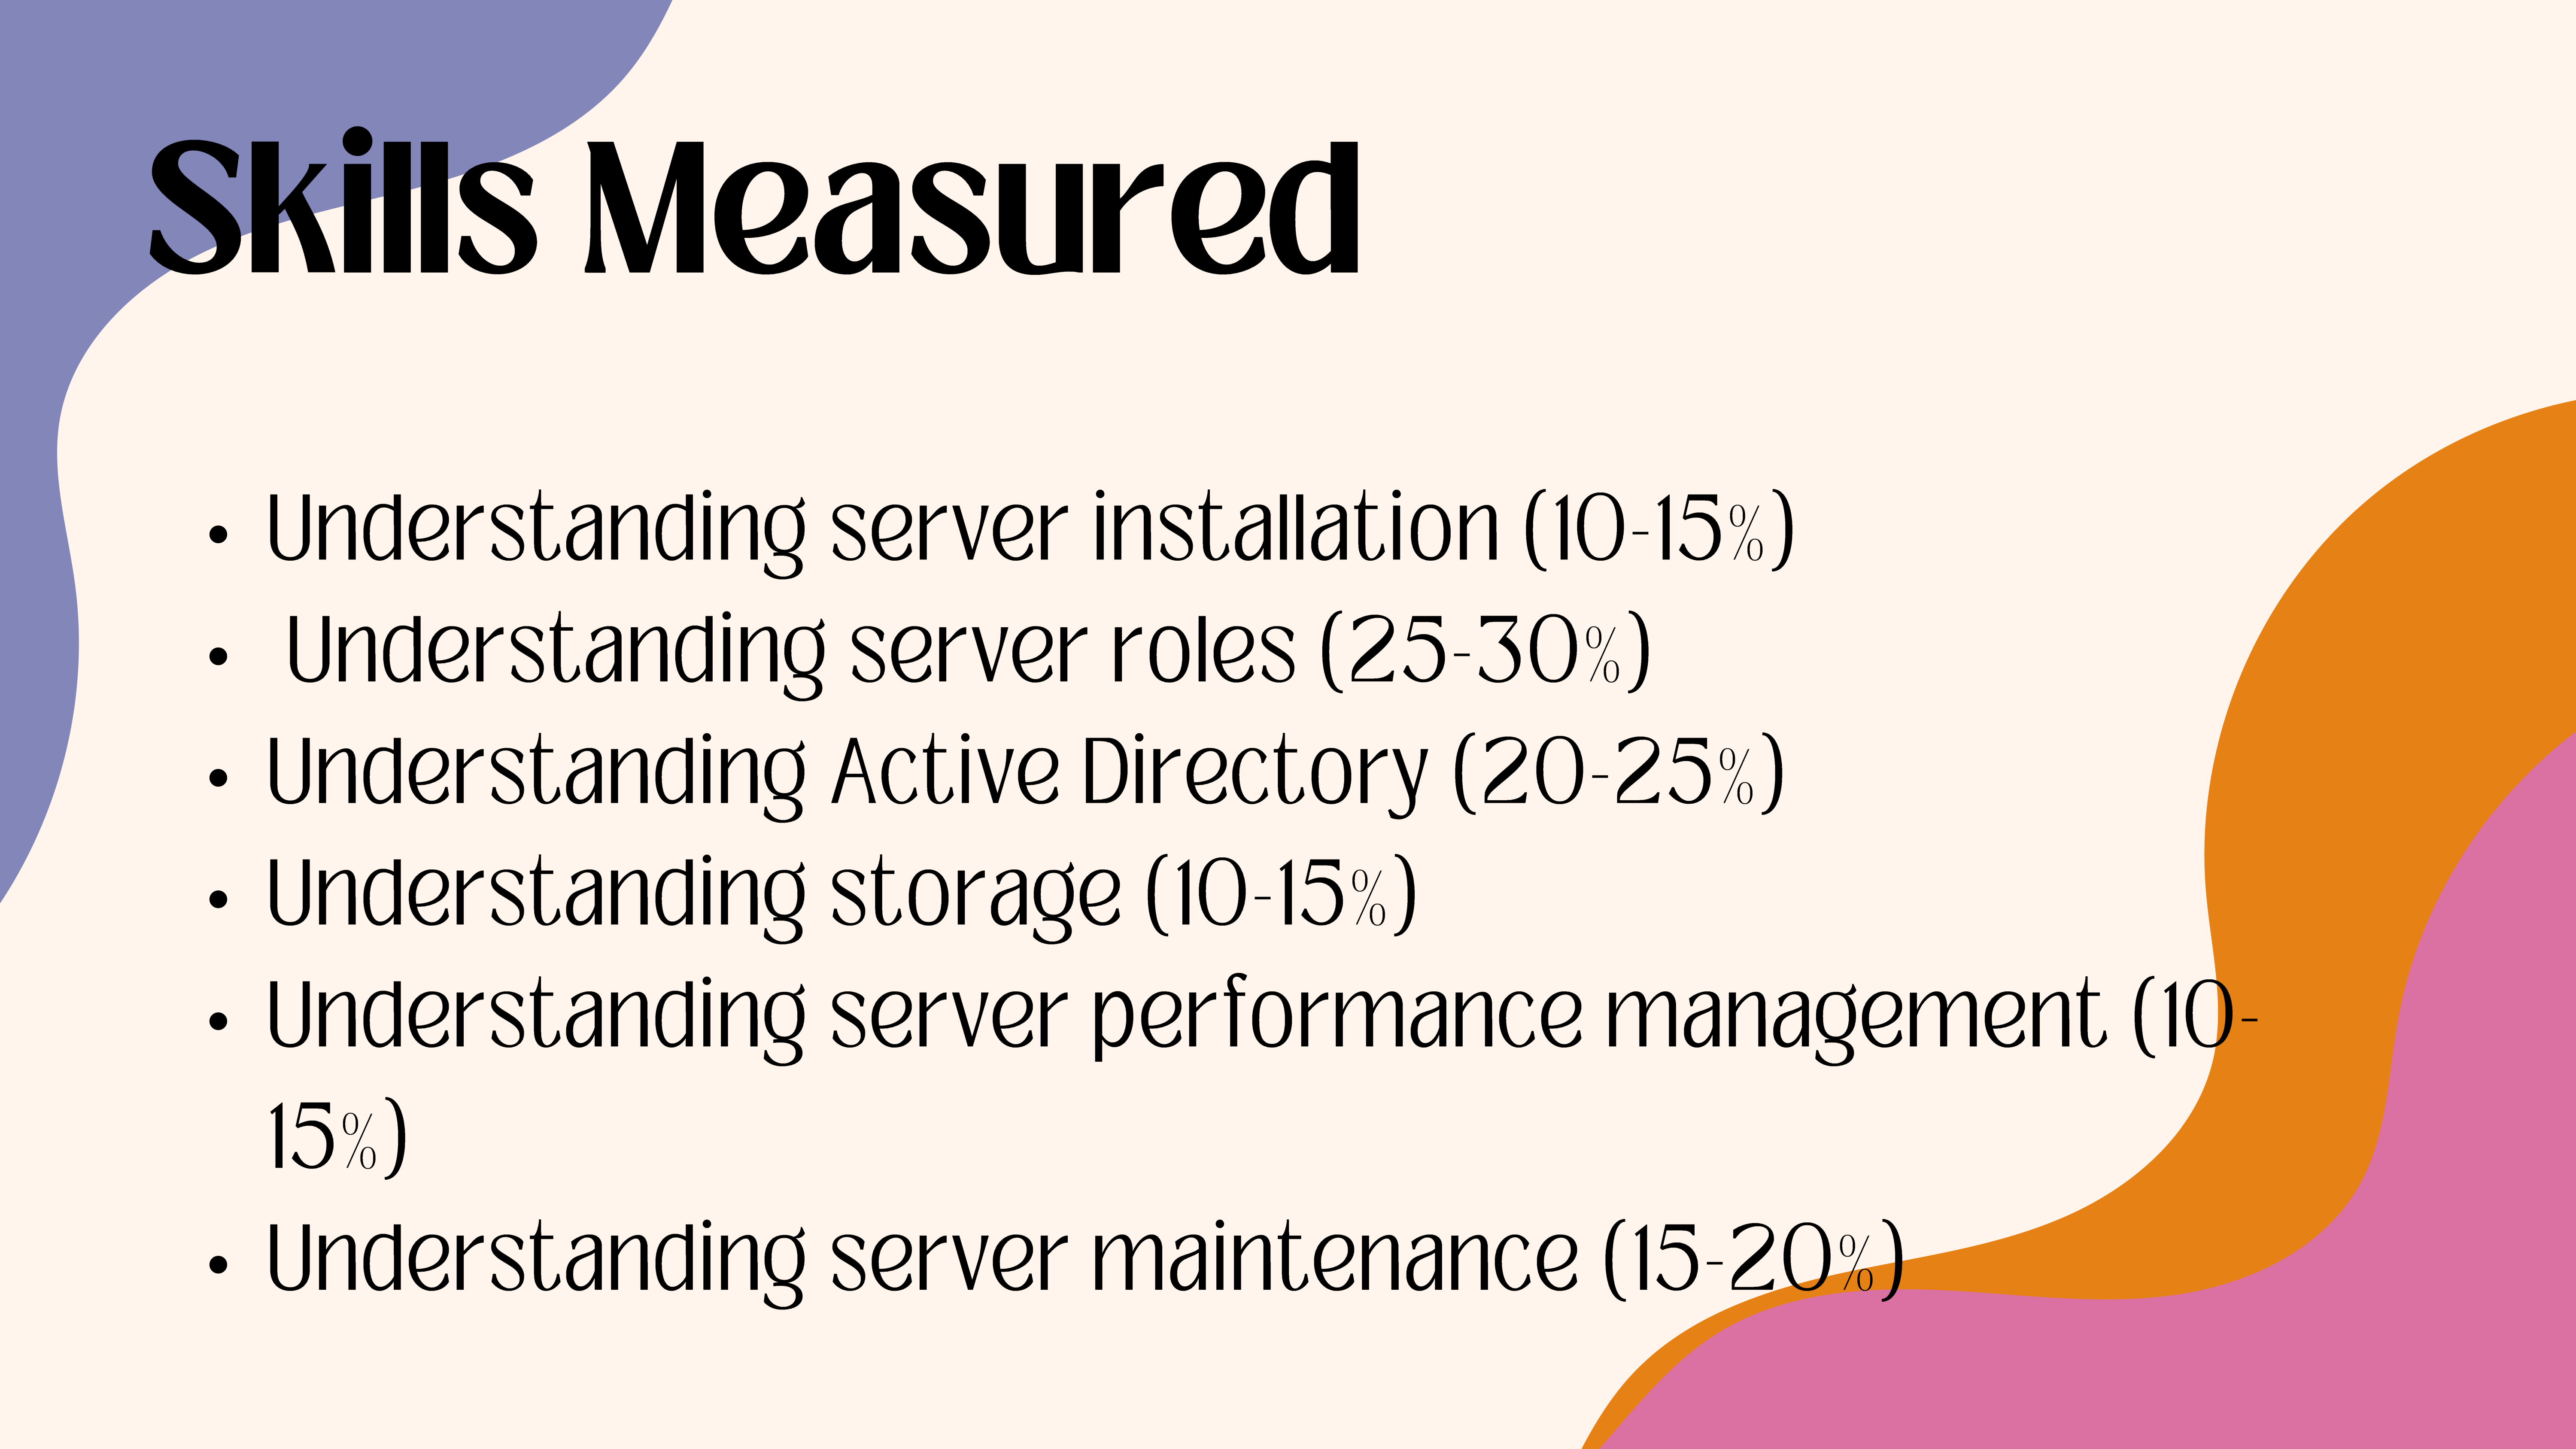 Skills Measured
• Understanding server installation (10-15%)
• Understanding server roles (25-30%)
• Understanding Active Directory (20-25%)
• Understanding storage (10-15%)
• Understanding server performance management (10-
15%)
• Understanding server maintenance (15-20%)